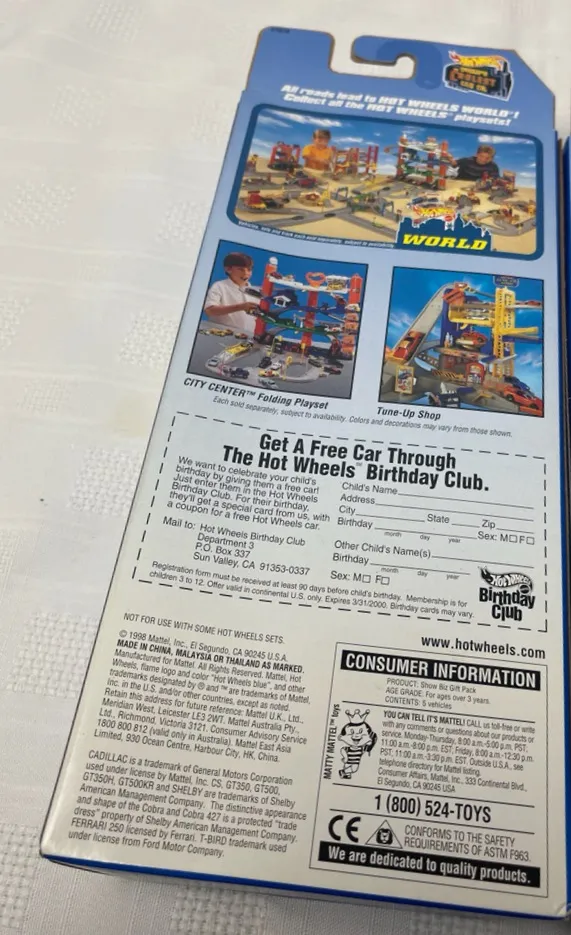 HOT WHEELS
COOLEST
All roads lead to HOT WHEELS WORLD™!
Collect all the HOT WHEELS® playsets!
HOT WHEELS
WORLD™
CITY CENTER™ Folding Playset
Tune-Up Shop
Each sold separately, subject to availability. Colors and decorations may vary from those shown.
Get A Free Car Through
The Hot Wheels™ Birthday Club.
We want to celebrate your child's
birthday by giving them a free car!
Just enter them in the Hot Wheels
Birthday Club. For their birthday,
they'll get a special card from us, with
a coupon for a free Hot Wheels car.
Mail to: Hot Wheels Birthday Club
Department 3
P.O. Box 337
Sun Valley, CA 91353-0337
Child's Name
Address
City State Zip
Birthday Sex: M☐ F☐
month day year
Other Child's Name(s)
Birthday
month day year
Sex: M☐ F☐
HOT WHEELS
Birthday
Club
Registration form must be received at least 90 days before child's birthday. Membership is for
children 3 to 12. Offer valid in continental U.S. only. Expires 3/31/2000. Birthday cards may vary.
NOT FOR USE WITH SOME HOT WHEELS SETS.
© 1998 Mattel, Inc., El Segundo, CA 90245 U.S.A.
MADE IN CHINA, MALAYSIA OR THAILAND AS MARKED.
Manufactured for Mattel. All Rights Reserved. Mattel, Hot
Wheels, flame logo and color "Hot Wheels blue", and other
trademarks designated by ® and ™ are trademarks of Mattel,
Inc. in the U.S. and/or other countries, except as noted.
Retain this address for future reference: Mattel U.K., Ltd.,
Meridian West, Leicester LE3 2WT. Mattel Australia Pty.,
Ltd., Richmond, Victoria 3121. Consumer Advisory Service
1800 800 812 (valid only in Australia). Mattel East Asia
Limited, 930 Ocean Centre, Harbour City, HK, China.
CADILLAC is a trademark of General Motors Corporation
used under license by Mattel, Inc. CS, GT350, GT500,
GT350H, GT500KR and SHELBY are trademarks of Shelby
American Management Company. The distinctive appearance
and shape of the Cobra and Cobra 427 is a protected "trade
dress" property of Shelby American Management Company.
FERRARI 250 licensed by Ferrari. T-BIRD trademark used
under license from Ford Motor Company.
www.hotwheels.com
CONSUMER INFORMATION
PRODUCT: Show Biz Gift Pack
AGE GRADE: For ages over 3 years.
CONTENTS: 5 vehicles
MATTY MATTEL™ toys
YOU CAN TELL IT'S MATTEL! CALL us toll-free or write
with any comments or questions about our products or
service. Monday-Thursday, 8:00 a.m.-5:00 p.m. PST;
11:00 a.m.-8:00 p.m. EST; Friday, 8:00 a.m.-12:30 p.m.
PST; 11:00 a.m.-3:30 p.m. EST. Outside U.S.A., see
telephone directory for Mattel listing.
Consumer Affairs, Mattel, Inc., 333 Continental Blvd.,
El Segundo, CA 90245 USA
1 (800) 524-TOYS
CE
CONFORMS TO THE SAFETY
REQUIREMENTS OF ASTM F963.
We are dedicated to quality products.